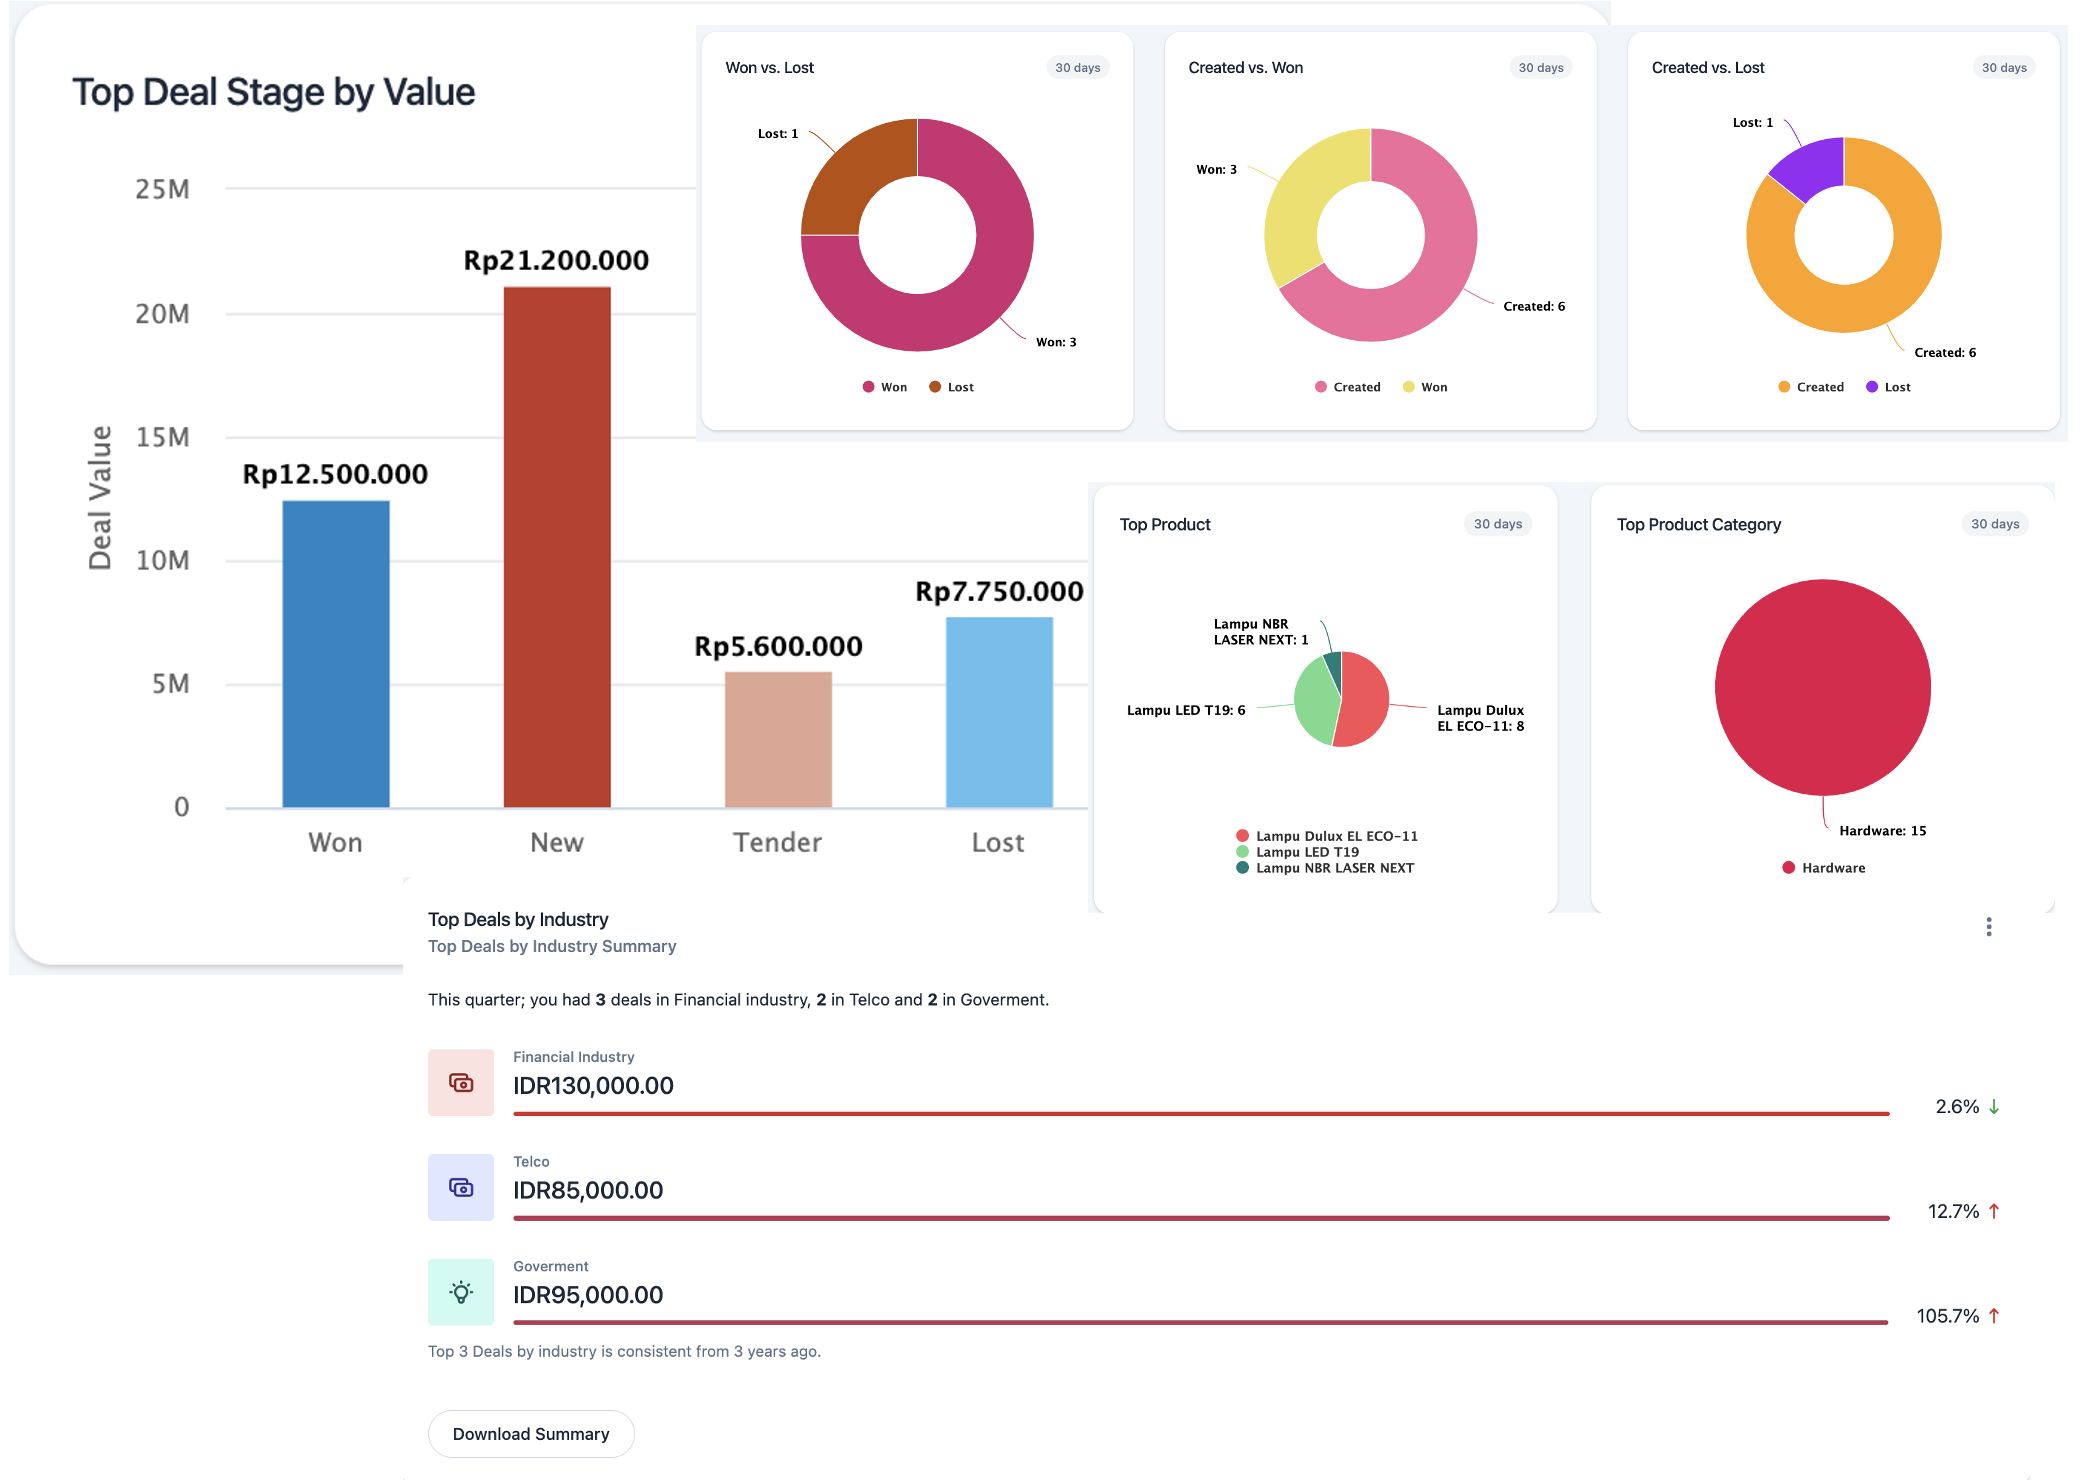 Top Deal Stage by Value
25M
20M
15M
10M
5M
0
Deal Value
Rp12.500.000
Rp21.200.000
Rp5.600.000
Rp7.750.000
Won
New
Tender
Lost
Won vs. Lost
30 days
Lost: 1
Won: 3
Won
Lost
Created vs. Won
30 days
Won: 3
Created: 6
Created
Won
Created vs. Lost
30 days
Lost: 1
Created: 6
Created
Lost
Top Product
30 days
Lampu NBR
LASER NEXT: 1
Lampu LED T19: 6
Lampu Dulux
EL ECO-11: 8
Lampu Dulux EL ECO-11
Lampu LED T19
Lampu NBR LASER NEXT
Top Product Category
30 days
Hardware: 15
Hardware
Top Deals by Industry
Top Deals by Industry Summary
This quarter; you had 3 deals in Financial industry, 2 in Telco and 2 in Goverment.
Financial Industry
IDR130,000.00
2.6% ↓
Telco
IDR85,000.00
12.7% ↑
Goverment
IDR95,000.00
105.7% ↑
Top 3 Deals by industry is consistent from 3 years ago.
Download Summary